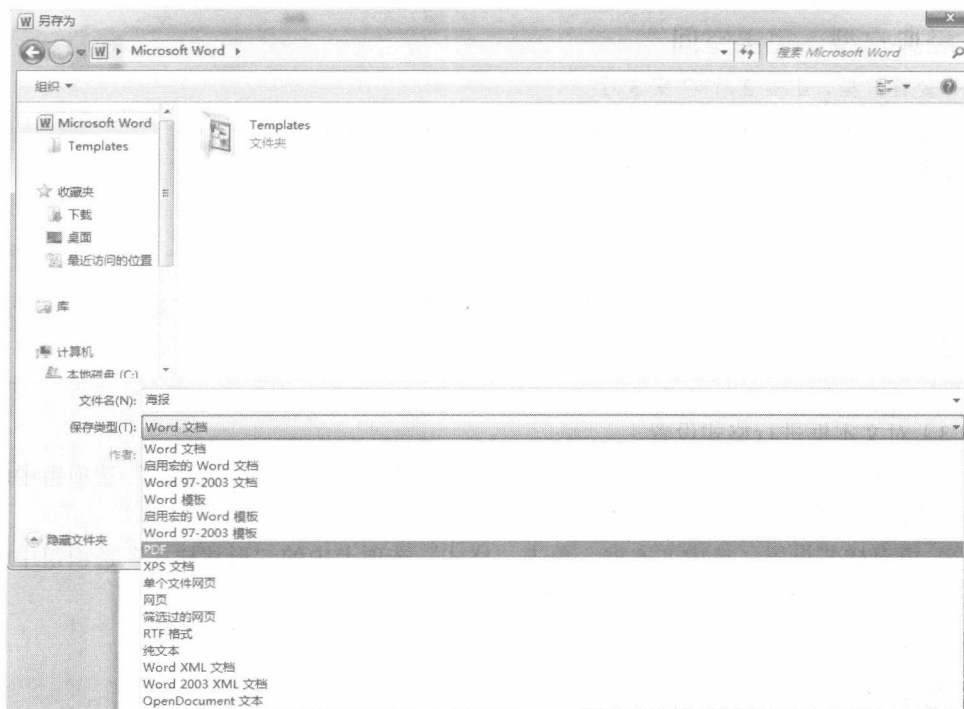 另存为
Microsoft Word
搜索 Microsoft Word
组织
Microsoft Word
Templates
收藏夹
下载
桌面
最近访问的位置
库
计算机
本地磁盘 (C:)
Templates
文件夹
文件名(N): 海报
保存类型(T): Word 文档
作者:
Word 文档
启用宏的 Word 文档
Word 97-2003 文档
Word 模板
启用宏的 Word 模板
Word 97-2003 模板
PDF
XPS 文档
单个文件网页
网页
筛选过的网页
RTF 格式
纯文本
Word XML 文档
Word 2003 XML 文档
OpenDocument 文本
隐藏文件夹